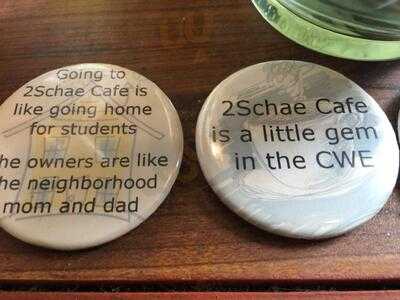 Going to
2Schae Cafe is
like going home
for students
he owners are like
he neighborhood
mom and dad
2Schae Cafe
is a little gem
in the CWE